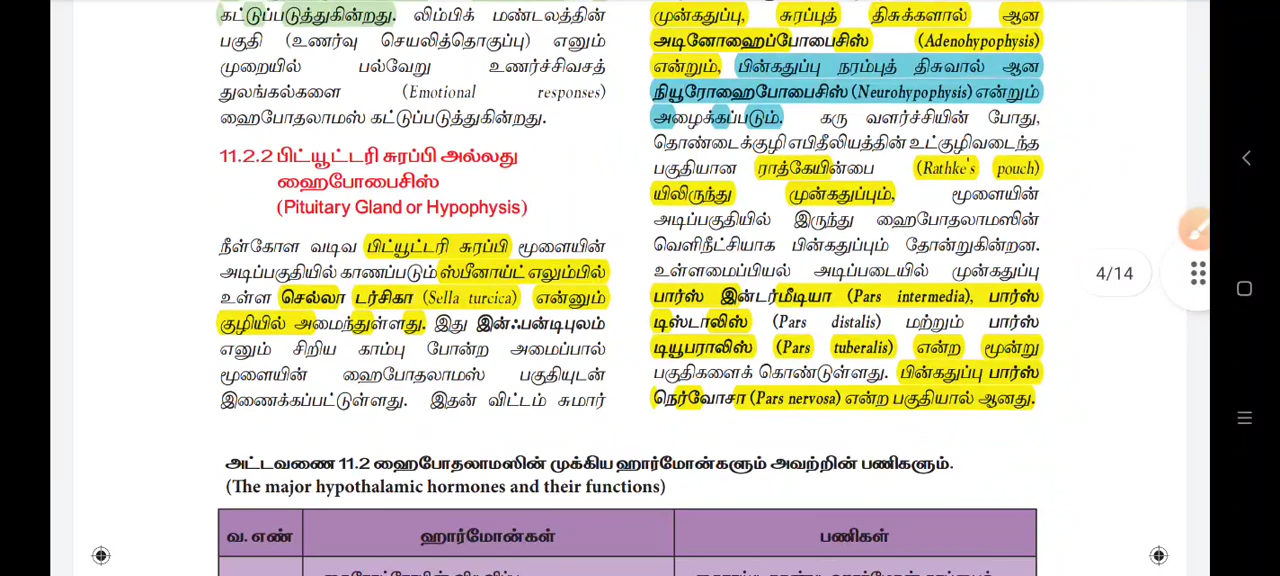 கட்டுப்படுத்துகின்றது. லிம்பிக் மண்டலத்தின்
பகுதி (உணர்வு செயலித்தொகுப்பு) எனும்
முறையில் பல்வேறு உணர்ச்சிவசத்
துலங்கல்களை (Emotional responses)
ஹைபோதலாமஸ் கட்டுப்படுத்துகின்றது.
11.2.2 பிட்யூட்டரி சுரப்பி அல்லது
ஹைபோபைசிஸ்
(Pituitary Gland or Hypophysis)
நீள்கோள வடிவ பிட்யூட்டரி சுரப்பி மூளையின்
அடிப்பகுதியில் காணப்படும் ஸ்பீனாய்ட் எலும்பில்
உள்ள செல்லா டர்சிகா (Sella turcica) என்னும்
குழியில் அமைந்துள்ளது. இது இன்ஃபன்டிபுலம்
எனும் சிறிய காம்பு போன்ற அமைப்பால்
மூளையின் ஹைபோதலாமஸ் பகுதியுடன்
இணைக்கப்பட்டுள்ளது. இதன் விட்டம் சுமார்
முன்கதுப்பு, சுரப்புத் திசுக்களால் ஆன
அடினோஹைப்போபைசிஸ் (Adenohypophysis)
என்றும், பின்கதுப்பு நரம்புத் திசுவால் ஆன
நியூரோஹைபோபைசிஸ் (Neurohypophysis) என்றும்
அழைக்கப்படும். கரு வளர்ச்சியின் போது,
தொண்டைக்குழி எபிதீலியத்தின் உட்குழிவடைந்த
பகுதியான ராத்கேயின்பை (Rathke's pouch)
யிலிருந்து முன்கதுப்பும், மூளையின்
அடிப்பகுதியில் இருந்து ஹைபோதலாமஸின்
வெளிநீட்சியாக பின்கதுப்பும் தோன்றுகின்றன.
உள்ளமைப்பியல் அடிப்படையில் முன்கதுப்பு
பார்ஸ் இன்டர்மீடியா (Pars intermedia), பார்ஸ்
டிஸ்டாலிஸ் (Pars distalis) மற்றும் பார்ஸ்
டியூபராலிஸ் (Pars tuberalis) என்ற மூன்று
பகுதிகளைக் கொண்டுள்ளது. பின்கதுப்பு பார்ஸ்
நெர்வோசா (Pars nervosa) என்ற பகுதியால் ஆனது.
4/14
அட்டவணை 11.2 ஹைபோதலாமஸின் முக்கிய ஹார்மோன்களும் அவற்றின் பணிகளும்.
(The major hypothalamic hormones and their functions)
வ. எண் ஹார்மோன்கள் பணிகள்